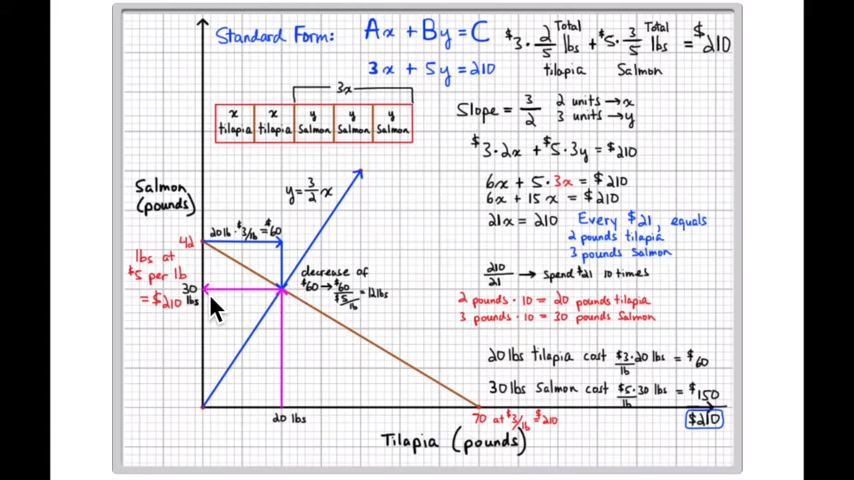 Standard Form: Ax + By = C
3x + 5y = 210
$3 · 2/5 Total lbs + $5 · 3/5 Total lbs = $210
tilapia Salmon
3x
x tilapia x tilapia y Salmon y Salmon y Salmon
Slope = 3/2 2 units → x
3 units → y
$3 · 2x + $5 · 3y = $210
6x + 5 · 3x = $210
6x + 15x = $210
21x = 210 Every $21, equals
2 pounds tilapia
3 pounds Salmon
210/21 → Spend $21 10 times
2 pounds · 10 = 20 pounds tilapia
3 pounds · 10 = 30 pounds Salmon
20 lbs tilapia cost $3/lb · 20 lbs = $60
30 lbs Salmon cost $5/lb · 30 lbs = $150
$210
Salmon
(pounds)
y = 3/2 x
20 lb · $3/lb = $60
42
lbs at
$5 per lb
= $210
30
lbs
decrease of
$60 → $60/$5/lb = 12 lbs
20 lbs
70 at $3/lb = $210
Tilapia (pounds)